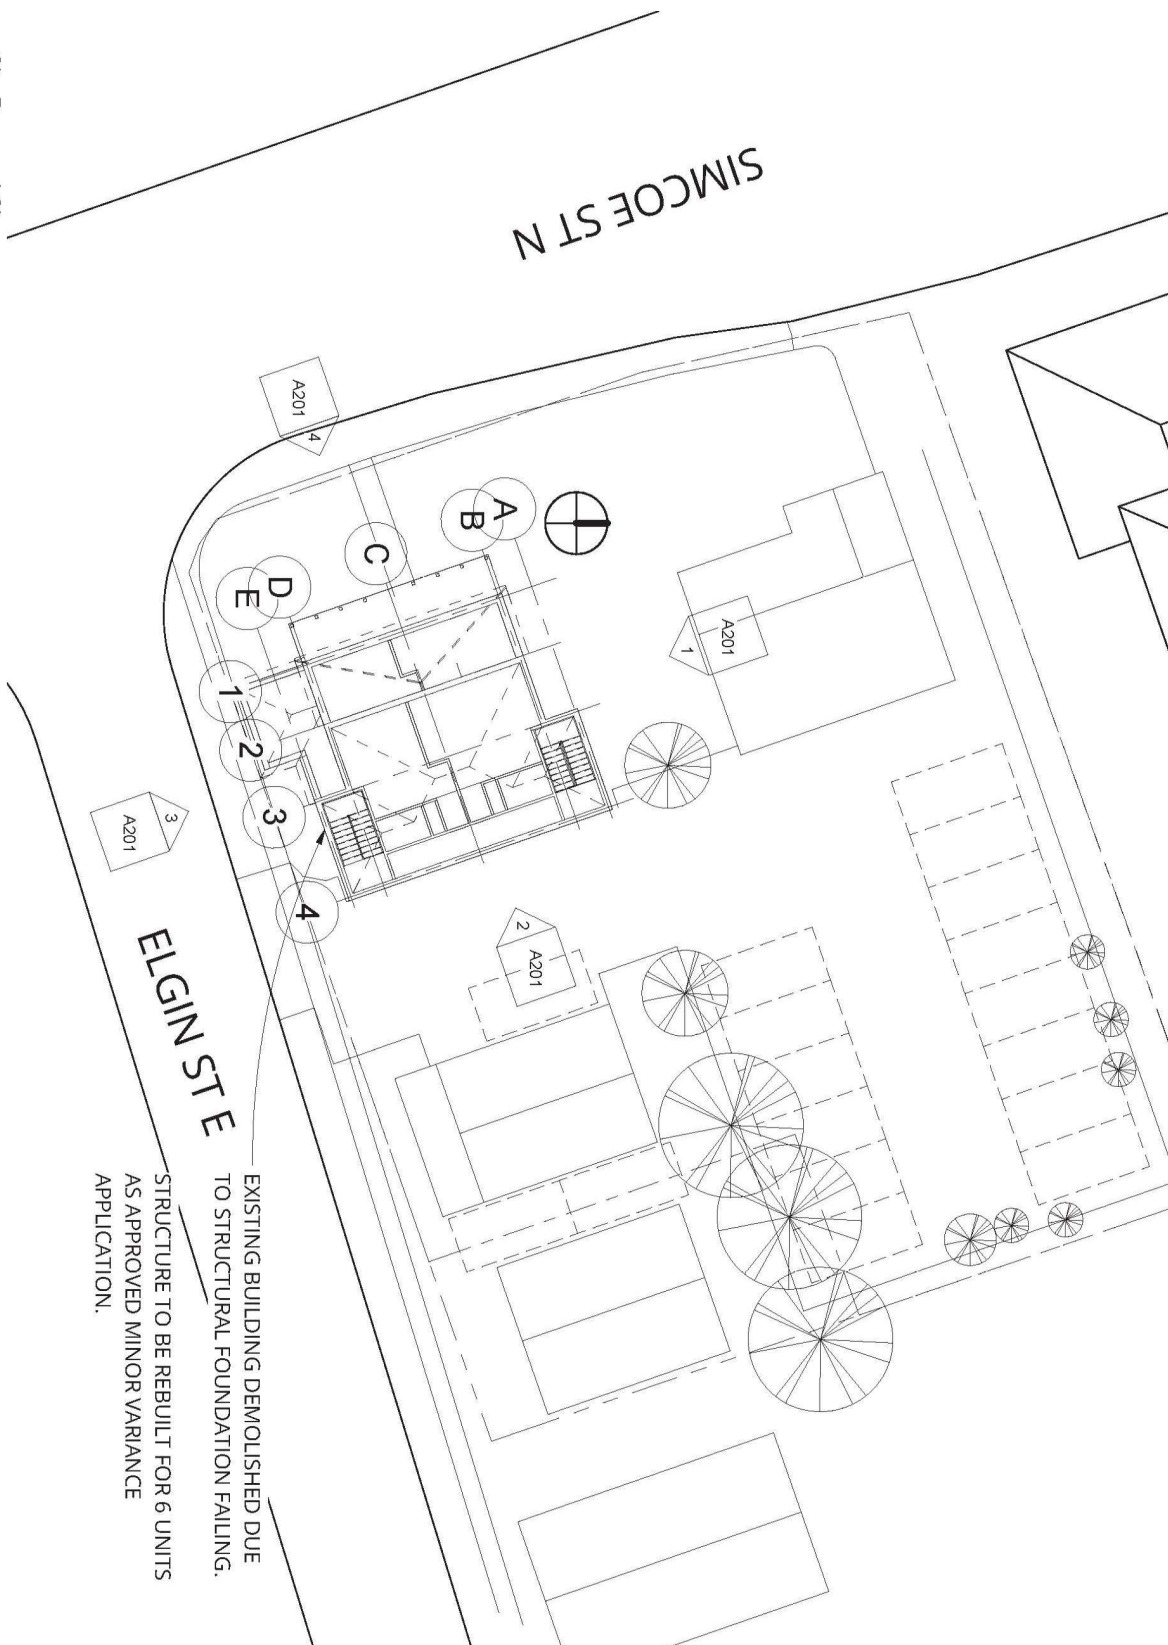 SIMCOE ST N
A201
4
A
B
C
D
E
A201
1
1
2
3
4
3
A201
2
A201
ELGIN ST E
EXISTING BUILDING DEMOLISHED DUE
TO STRUCTURAL FOUNDATION FAILING.
STRUCTURE TO BE REBUILT FOR 6 UNITS
AS APPROVED MINOR VARIANCE
APPLICATION.